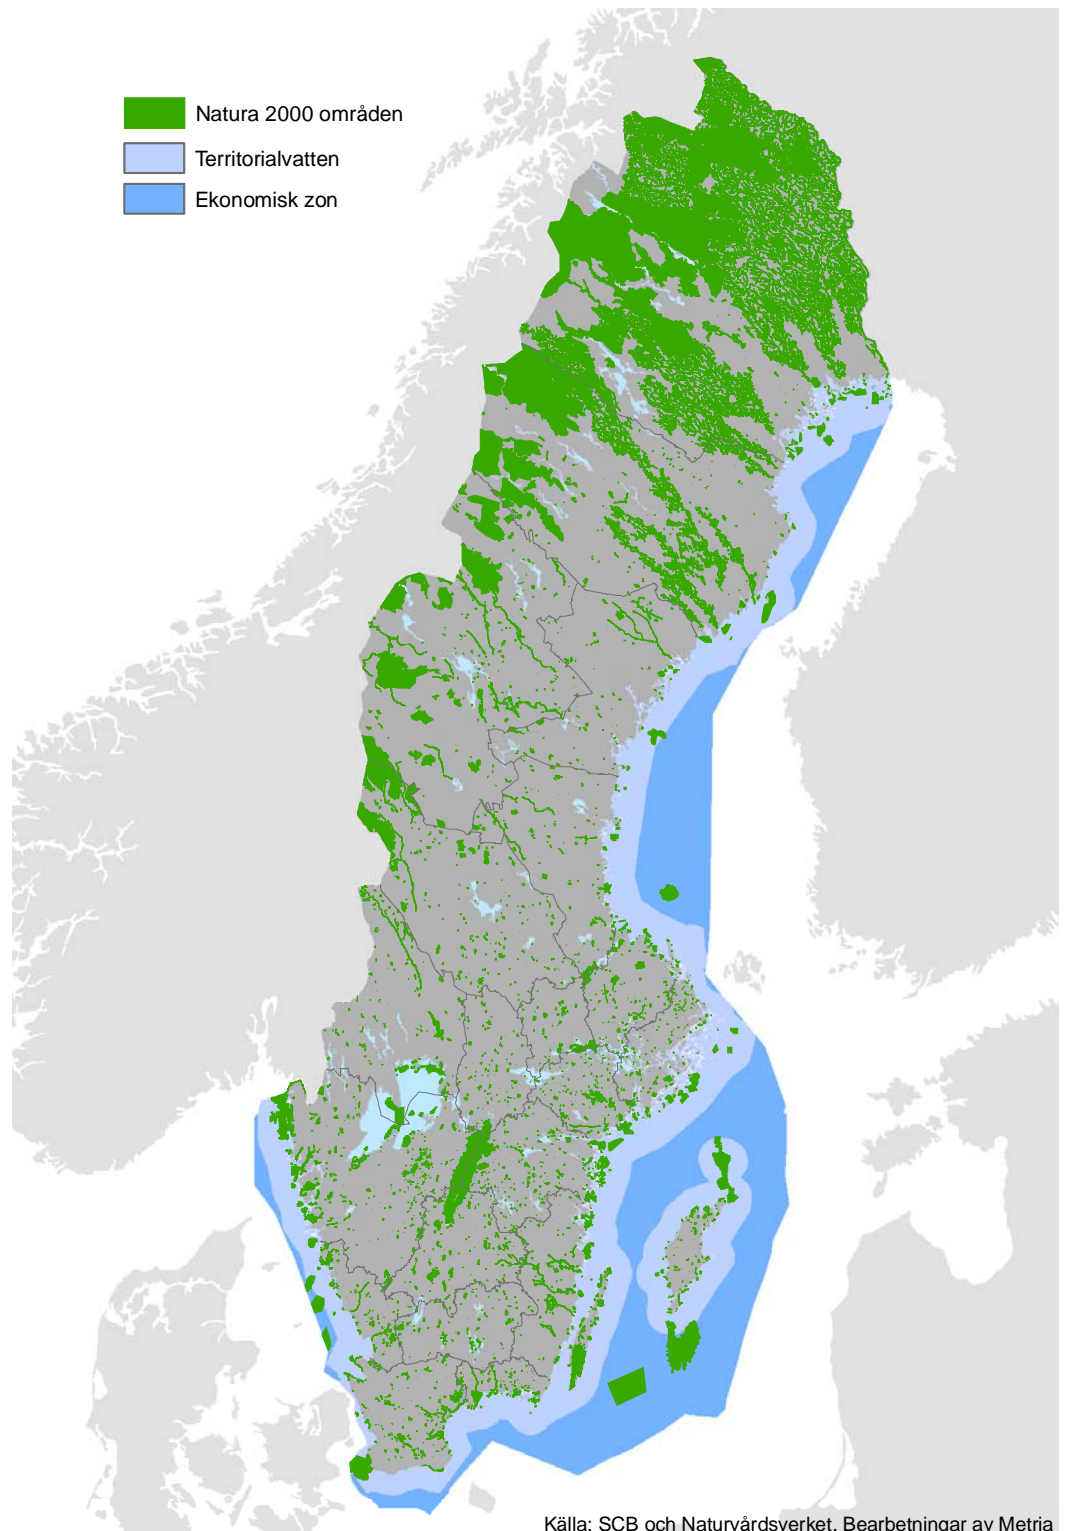 Natura 2000 områden
Territorialvatten
Ekonomisk zon
Källa: SCB och Naturvårdsverket. Bearbetningar av Metria